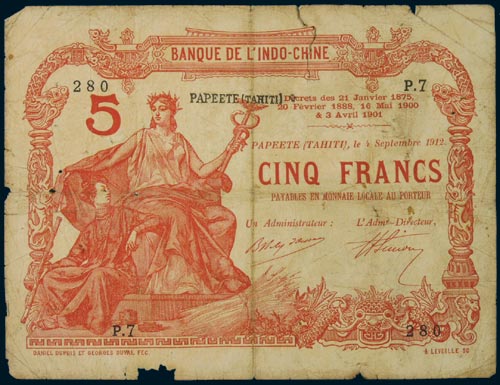 BANQUE DE L'INDO-CHINE
280
P.7
5
PAPEETE (TAHITI)
Décrets des 21 Janvier 1875,
20 Février 1888, 16 Mai 1900
& 3 Avril 1901
PAPEETE (TAHITI), le 4 Septembre 1912.
CINQ FRANCS
PAYABLES EN MONNAIE LOCALE AU PORTEUR
Un Administrateur :
L'Adm.-Directeur,
P.7
280
DANIEL DUPUIS ET GEORGES DUVAL FEC.
A LEVEILLE SC